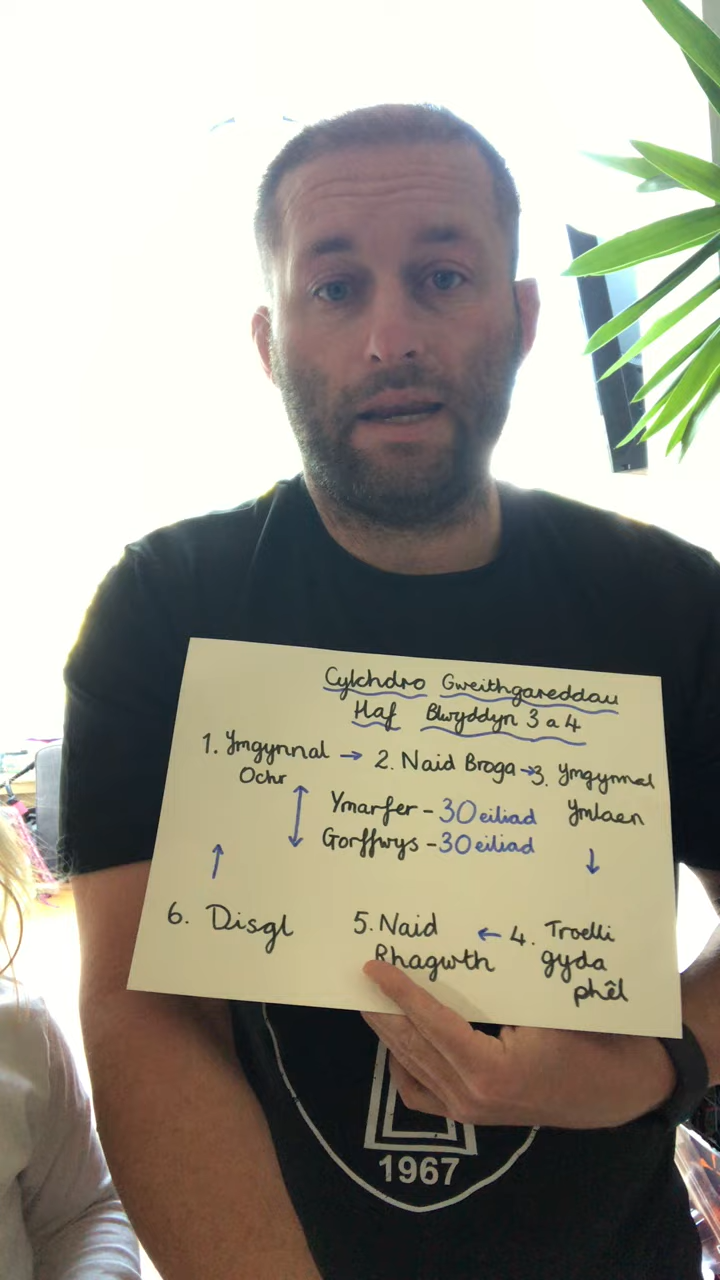 Cylchdro Gweithgareddau
Haf Blwyddyn 3 a 4
1. Ymgynnal Ochr
→ 2. Naid Broga
→ 3. Ymgynnal Ymlaen
Ymarfer - 30 eiliad
Gorffwys - 30 eiliad
↓
← 4. Troelli gyda phêl
5. Naid Rhagwth
6. Disgl
↑
1967